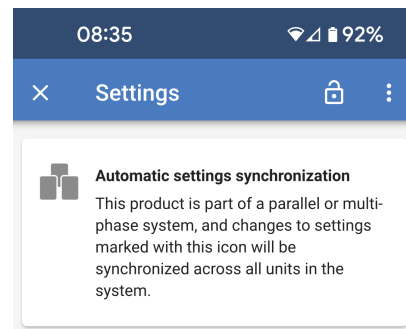 08:35
92%
Settings
Automatic settings synchronization
This product is part of a parallel or multi-
phase system, and changes to settings
marked with this icon will be
synchronized across all units in the
system.